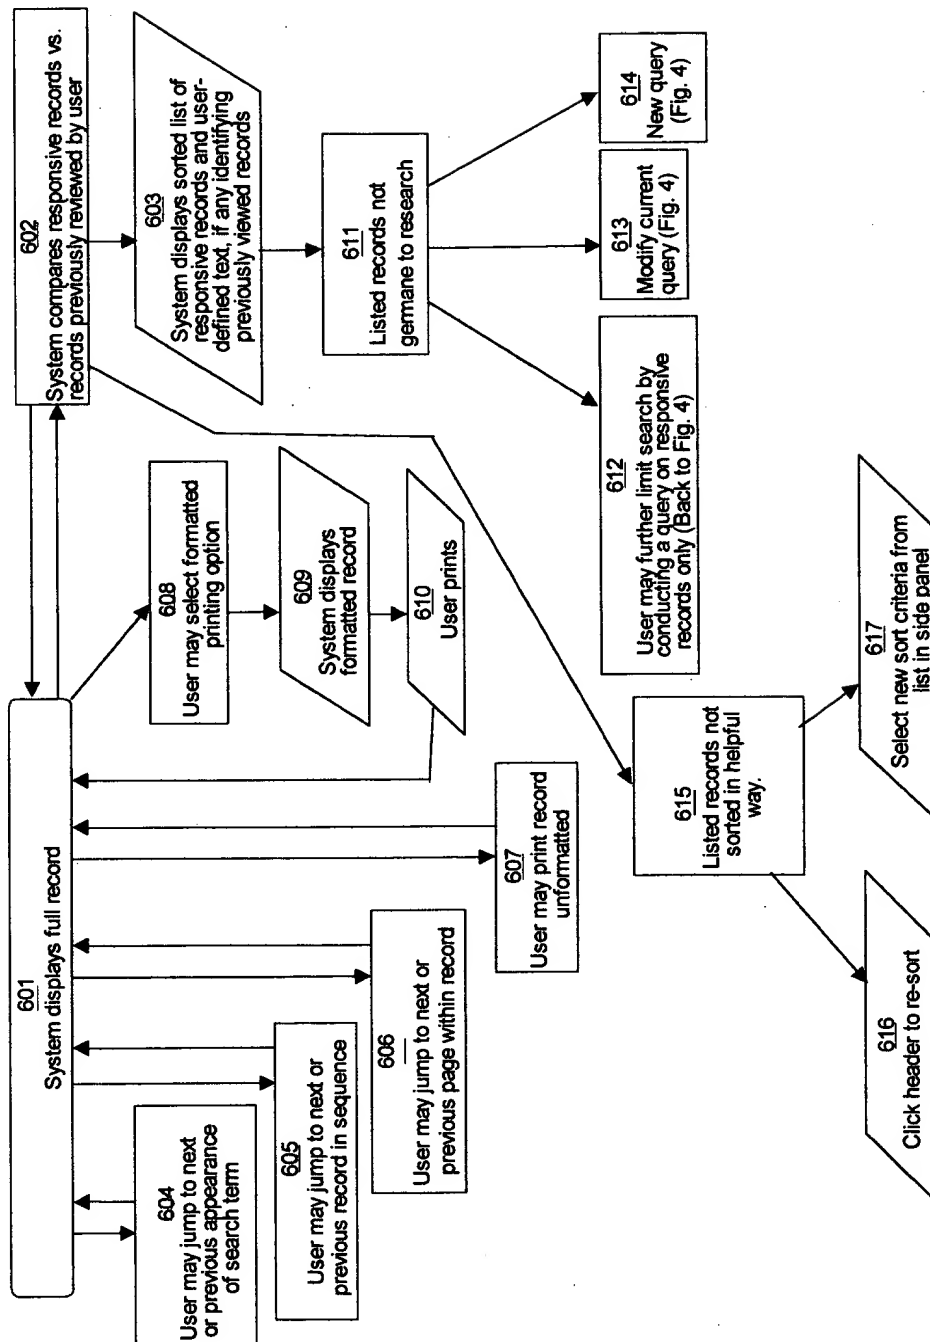 601
System displays full record
602
System compares responsive records vs.
records previously reviewed by user
603
System displays sorted list of
responsive records and user-
defined text, if any identifying
previously viewed records
604
User may jump to next
or previous appearance
of search term
605
User may jump to next or
previous record in sequence
606
User may jump to next or
previous page within record
607
User may print record
unformatted
608
User may select formatted
printing option
609
System displays
formatted record
610
User prints
611
Listed records not
germane to research
612
User may further limit search by
conducting a query on responsive
records only (Back to Fig. 4)
613
Modify current
query (Fig. 4)
614
New query
(Fig. 4)
615
Listed records not
sorted in helpful
way.
616
Click header to re-sort
617
Select new sort criteria from
list in side panel